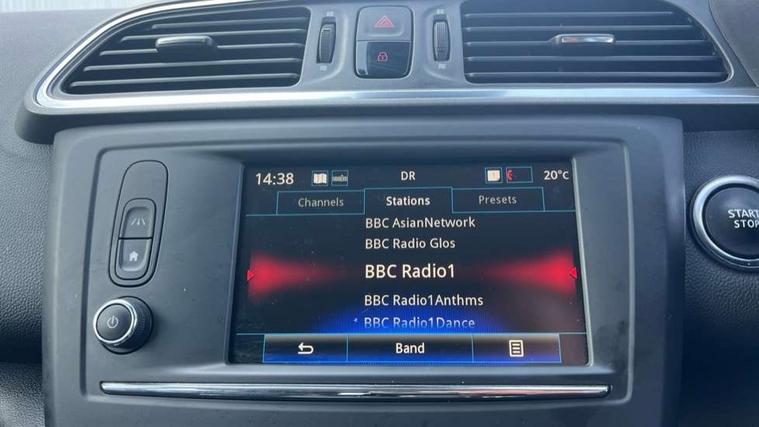 14:38
DR
20°C
Channels
Stations
Presets
BBC AsianNetwork
BBC Radio Glos
BBC Radio1
BBC Radio1Anthms
BBC Radio1Dance
Band
START
STOP